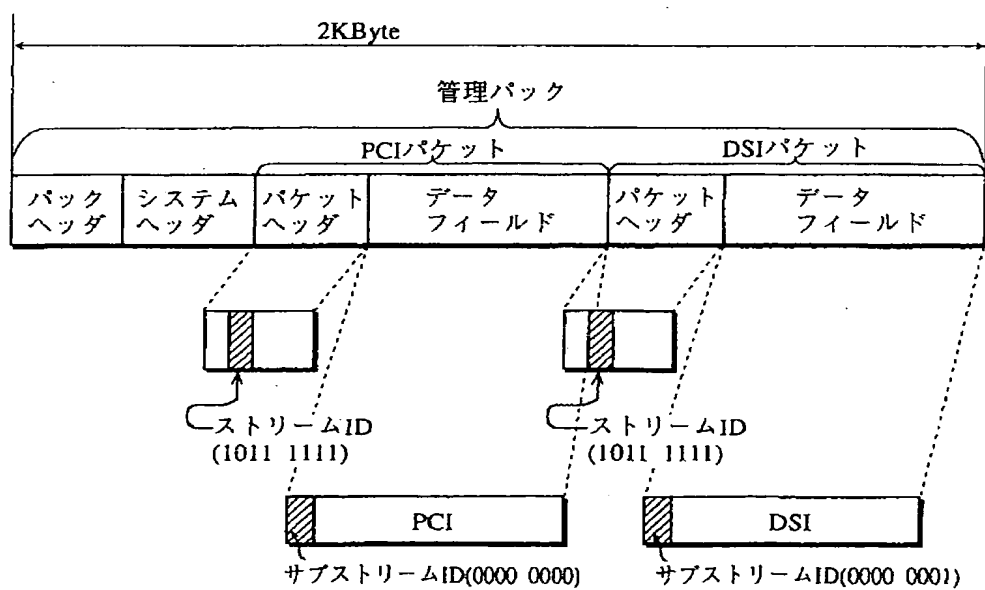 2KByte
管理パック
PCIパケット
DSIパケット
パック
ヘッダ
システム
ヘッダ
パケット
ヘッダ
データ
フィールド
パケット
ヘッダ
データ
フィールド
ストリームID
(1011 1111)
ストリームID
(1011 1111)
PCI
DSI
サブストリームID(0000 0000)
サブストリームID(0000 0001)